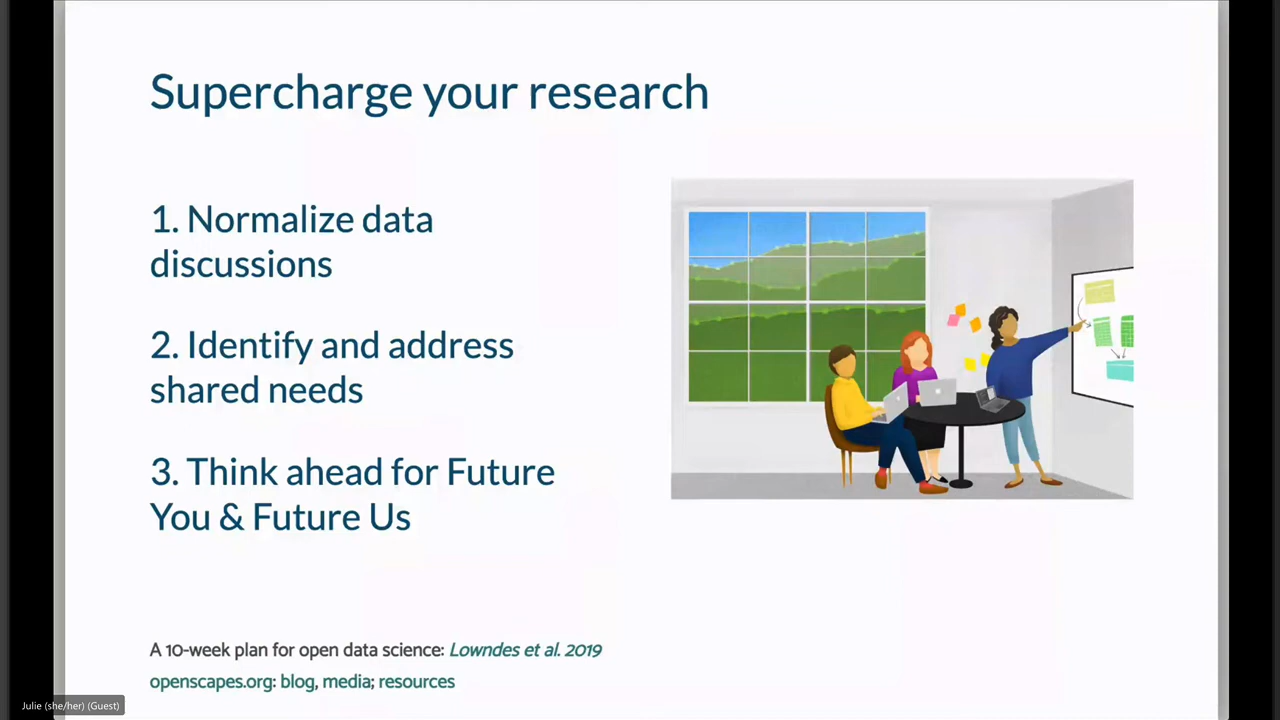 Supercharge your research
1. Normalize data
discussions
2. Identify and address
shared needs
3. Think ahead for Future
You & Future Us
A 10-week plan for open data science: Lowndes et al. 2019
openscapes.org: blog, media; resources
Julie (she/her) (Guest)